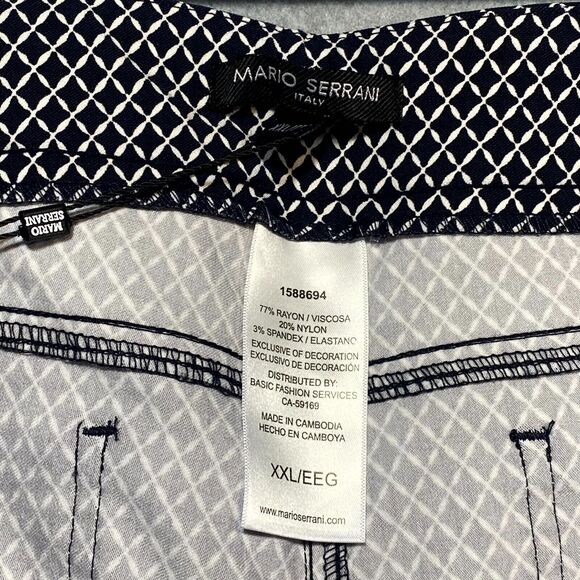 MARIO SERRANI
ITALY
MARIO
SERRANI
1588694
77% RAYON / VISCOSA
20% NYLON
3% SPANDEX / ELASTANO
EXCLUSIVE OF DECORATION
EXCLUSIVO DE DECORACIÓN
DISTRIBUTED BY:
BASIC FASHION SERVICES
CA-59169
MADE IN CAMBODIA
HECHO EN CAMBOYA
XXL/EEG
www.marioserrani.com